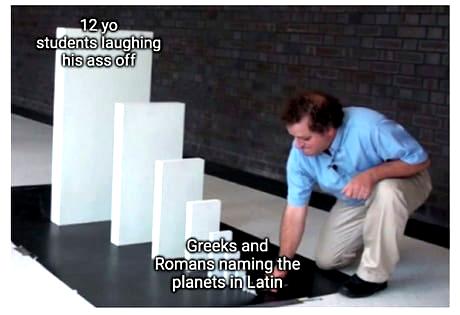 12 yo
students laughing
his ass off
Greeks and
Romans naming the
planets in Latin